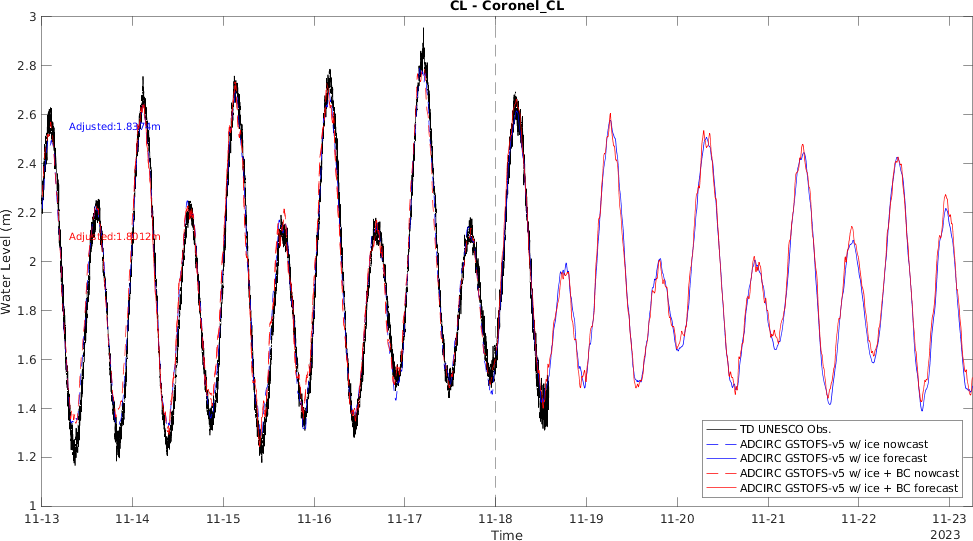 CL - Coronel_CL
3
2.8
2.6
2.4
2.2
2
1.8
1.6
1.4
1.2
1
Water Level (m)
Adjusted:1.8374m
Adjusted:1.8012m
TD UNESCO Obs.
ADCIRC GSTOFS-v5 w/ ice nowcast
ADCIRC GSTOFS-v5 w/ ice forecast
ADCIRC GSTOFS-v5 w/ ice + BC nowcast
ADCIRC GSTOFS-v5 w/ ice + BC forecast
11-13 11-14 11-15 11-16 11-17 11-18 11-19 11-20 11-21 11-22 11-23
2023
Time